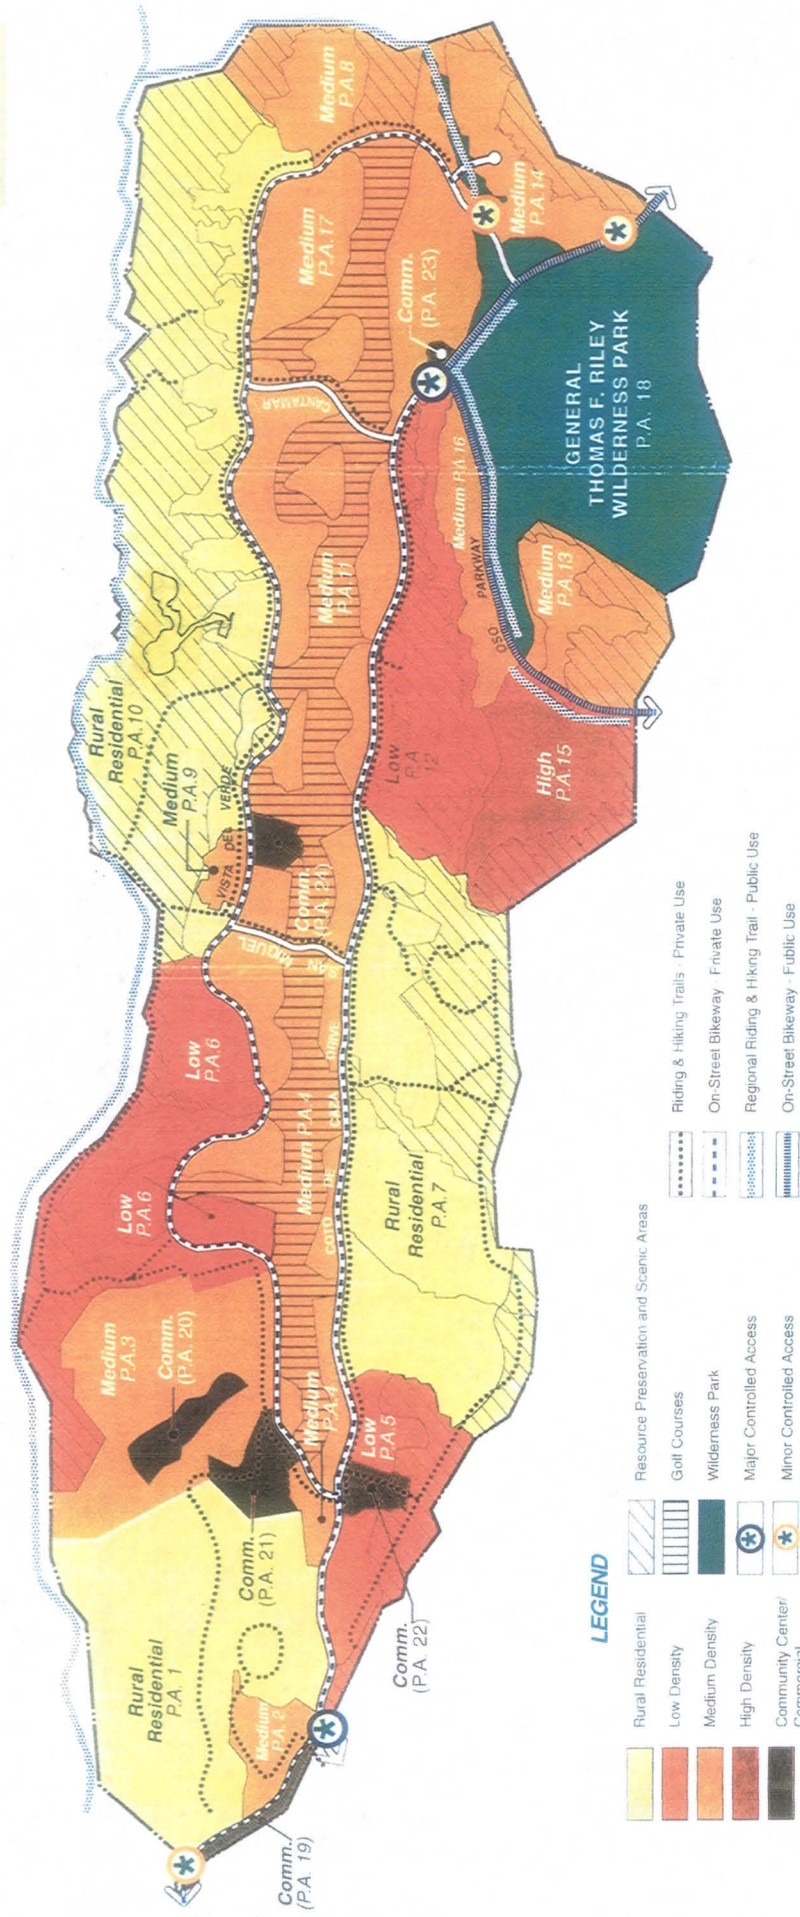 Rural
Residential
P.A. 1
Medium
P.A. 2
Comm.
(P.A. 19)
Comm.
(P.A. 21)
Comm.
(P.A. 22)
Medium
P.A.3
Comm.
(P.A. 20)
Medium
P.A.4
Low
P.A.5
Low
P.A.6
Low
P.A.6
Medium P.A.4
COTO DE CAZA DRIVE
Rural
Residential
P.A.7
SAN MIGUEL
VISTA DEL VERDE
Medium
P.A.9
Rural
Residential
P.A.10
Comm.
(P.A. 24)
Low
P.A.
12
High
P.A.15
Medium
P.A.11
OSO PARKWAY
Medium P.A.16
Medium
P.A.13
CANTAMAR
Comm.
(P.A. 23)
Medium
P.A.17
Medium
P.A.8
Medium
P.A.14
GENERAL
THOMAS F. RILEY
WILDERNESS PARK
P.A. 18
LEGEND
Rural Residential
Low Density
Medium Density
High Density
Community Center/
Commercial
Resource Preservation and Scenic Areas
Golf Courses
Wilderness Park
Major Controlled Access
Minor Controlled Access
Riding & Hiking Trails - Private Use
On-Street Bikeway - Private Use
Regional Riding & Hiking Trail - Public Use
On-Street Bikeway - Public Use